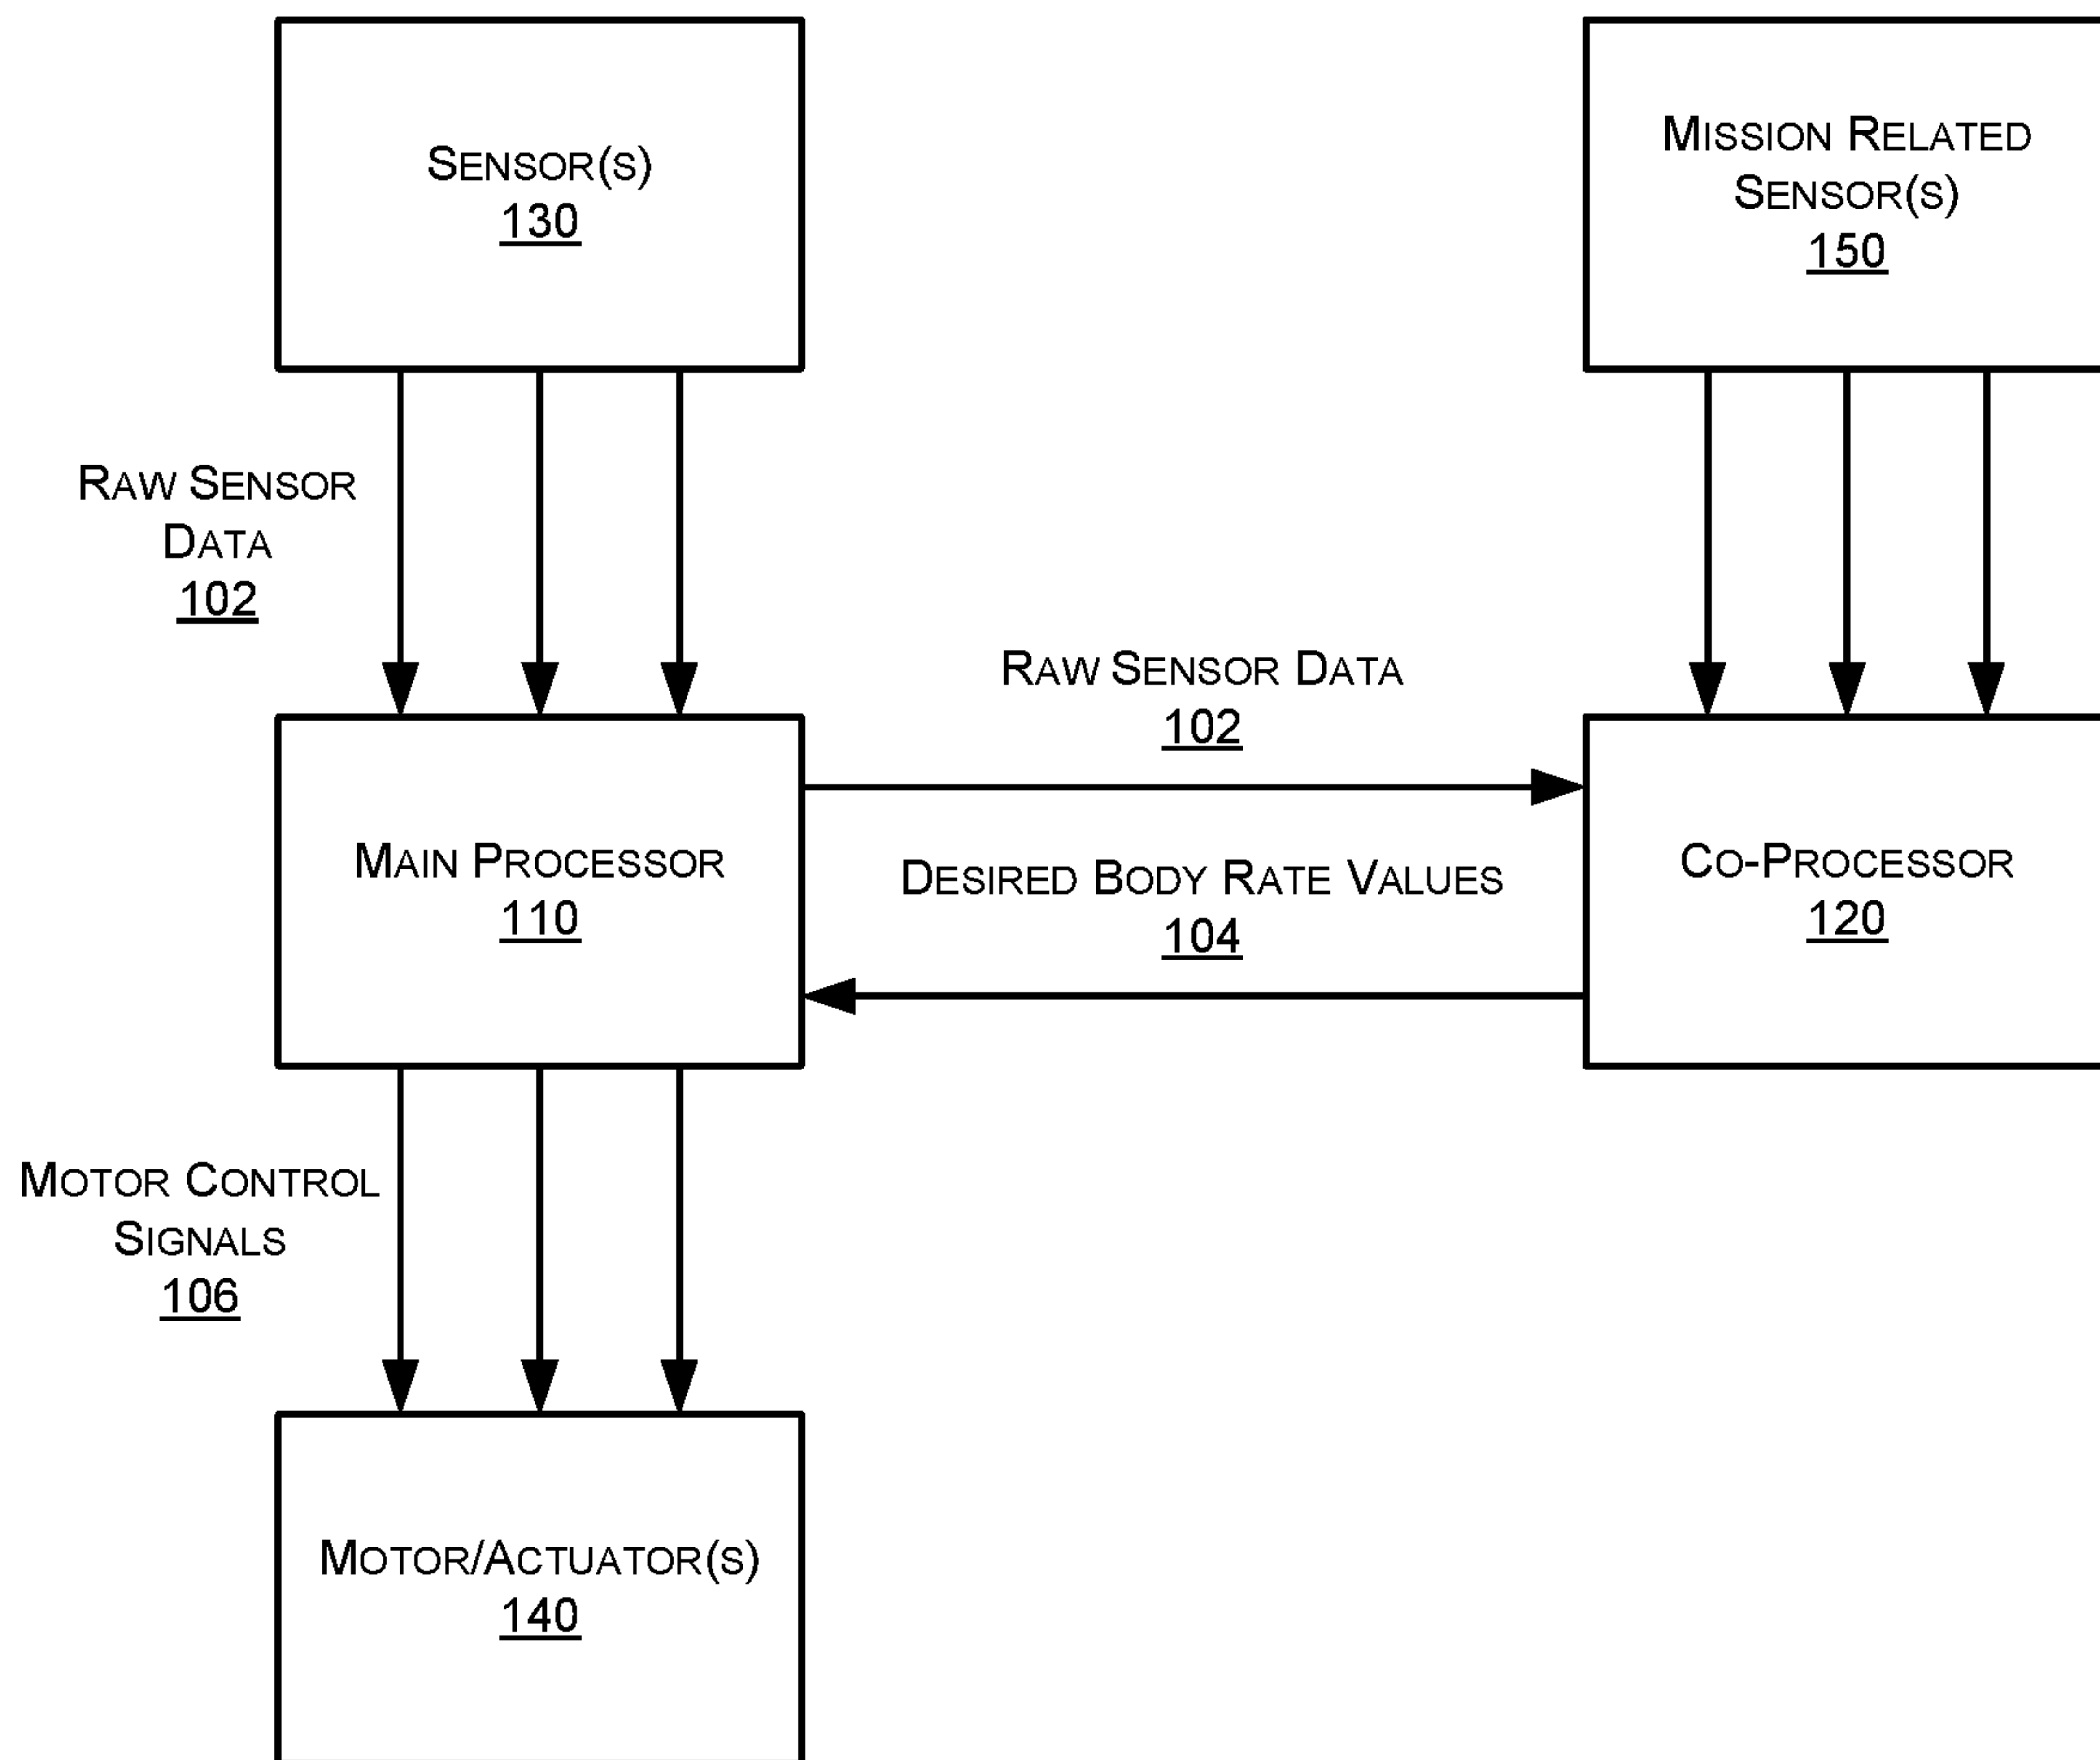 Sensor(s)
130
Mission Related
Sensor(s)
150
Raw Sensor
Data
102
Raw Sensor Data
102
Main Processor
110
Desired Body Rate Values
104
Co-Processor
120
Motor Control
Signals
106
Motor/Actuator(s)
140